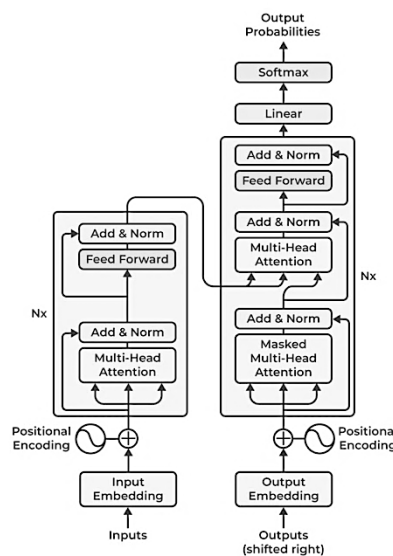 Output
Probabilities
Softmax
Linear
Add & Norm
Feed Forward
Add & Norm
Multi-Head
Attention
Nx
Add & Norm
Masked
Multi-Head
Attention
Positional
Encoding
Output
Embedding
Outputs
(shifted right)
Add & Norm
Feed Forward
Nx
Add & Norm
Multi-Head
Attention
Positional
Encoding
Input
Embedding
Inputs